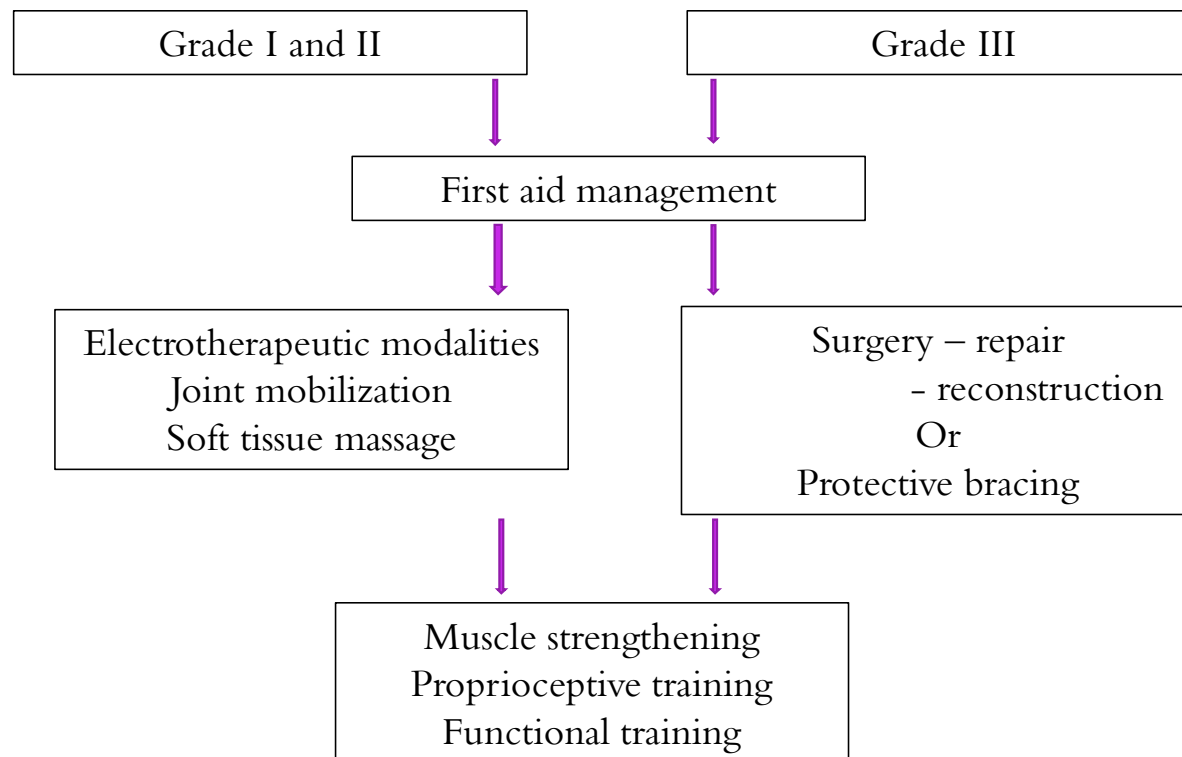 Grade I and II
Grade III
First aid management
Electrotherapeutic modalities
Joint mobilization
Soft tissue massage
Surgery – repair
- reconstruction
Or
Protective bracing
Muscle strengthening
Proprioceptive training
Functional training